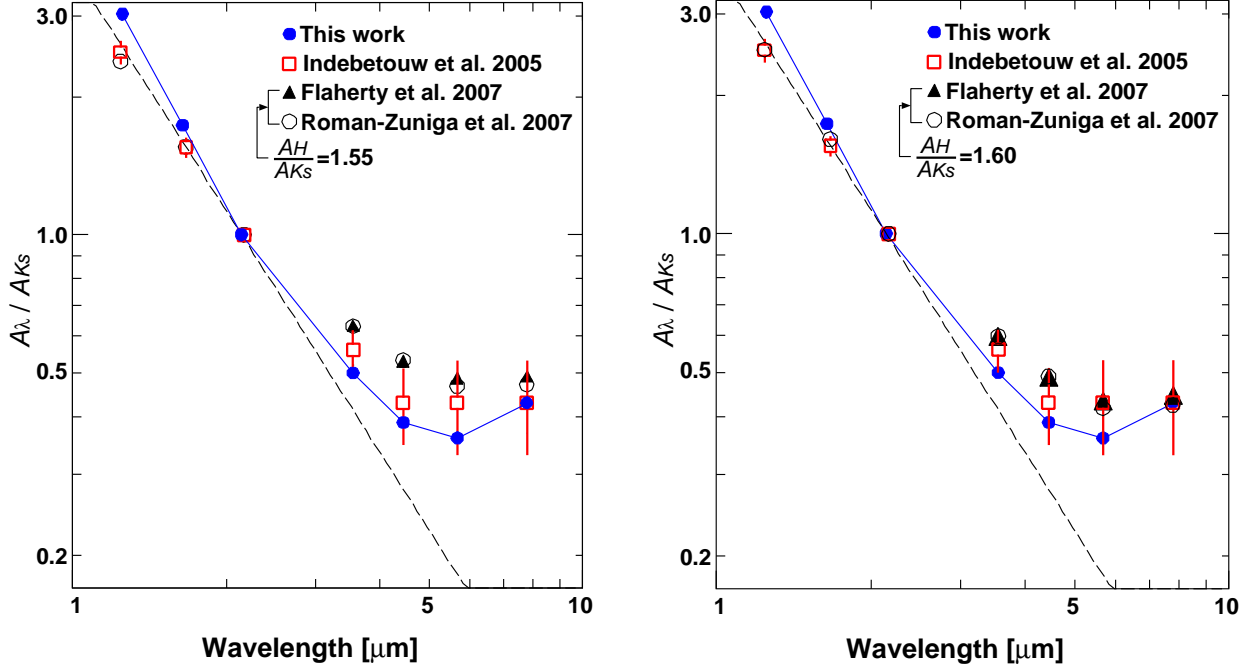 3.0
1.0
0.5
0.2
Aλ / AKs
This work
Indebetouw et al. 2005
Flaherty et al. 2007
Roman-Zuniga et al. 2007
AH
AKs
=1.55
1
2
5
10
Wavelength [μm]
3.0
1.0
0.5
0.2
Aλ / AKs
This work
Indebetouw et al. 2005
Flaherty et al. 2007
Roman-Zuniga et al. 2007
AH
AKs
=1.60
1
2
5
10
Wavelength [μm]